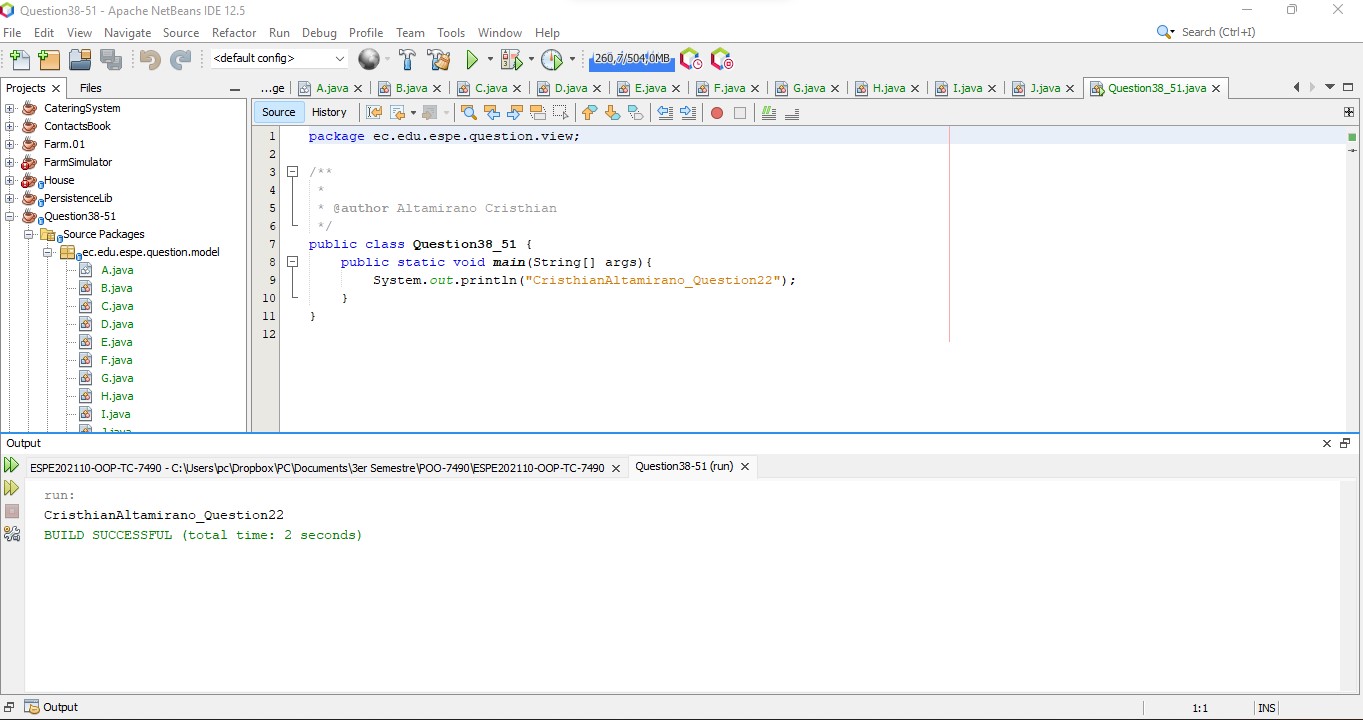 Question38-51 - Apache NetBeans IDE 12.5
File Edit View Navigate Source Refactor Run Debug Profile Team Tools Window Help
Search (Ctrl+I)
<default config>
260,7/504,0MB
Projects Files
...ge A.java B.java C.java D.java E.java F.java G.java H.java I.java J.java Question38_51.java
CateringSystem
ContactsBook
Farm.01
FarmSimulator
House
PersistenceLib
Question38-51
Source Packages
ec.edu.espe.question.model
A.java
B.java
C.java
D.java
E.java
F.java
G.java
H.java
I.java
J.java
Source History
1 package ec.edu.espe.question.view;
2
3 /**
4 *
5 * @author Altamirano Cristhian
6 */
7 public class Question38_51 {
8 public static void main(String[] args){
9 System.out.println("CristhianAltamirano_Question22");
10 }
11 }
12
Output
ESPE202110-OOP-TC-7490 - C:\Users\pc\Dropbox\PC\Documents\3er Semestre\POO-7490\ESPE202110-OOP-TC-7490 Question38-51 (run)
run:
CristhianAltamirano_Question22
BUILD SUCCESSFUL (total time: 2 seconds)
Output
1:1 INS